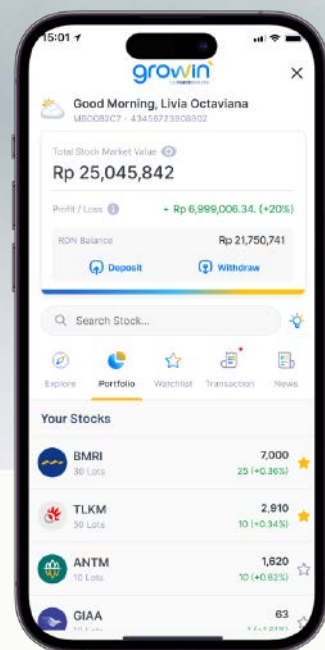 15:01
growin'
Good Morning, Livia Octaviana
Total Stock Market Value
Rp 25,045,842
Profit / Loss
+ Rp 6,999,006.34. (+20%)
RDN Balance
Rp 21,750,741
Deposit
Withdraw
Search Stock...
Explore
Portfolio
Watchlist
Transaction
News
Your Stocks
BMRI
7,000
30 Lots
25 (+0.36%)
TLKM
2,910
50 Lots
10 (+0.34%)
ANTM
1,620
10 Lots
10 (+0.62%)
GIAA
63